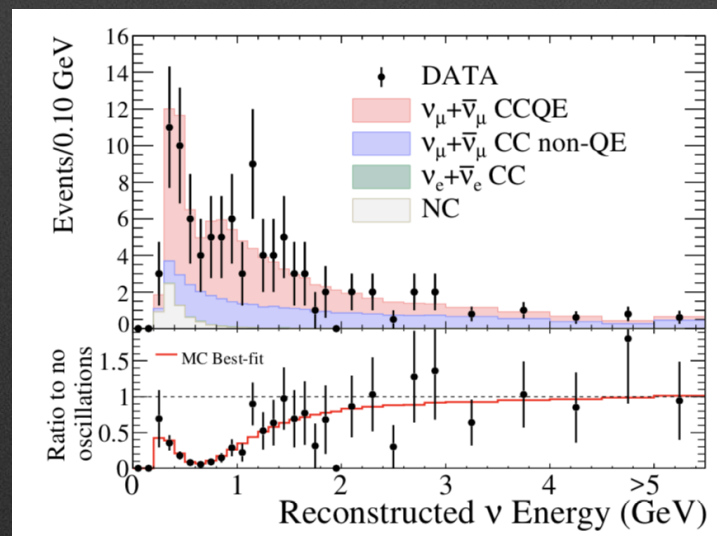 16
14
12
10
8
6
4
2
0
Events/0.10 GeV
DATA
νμ+ν̄μ CCQE
νμ+ν̄μ CC non-QE
νe+ν̄e CC
NC
1.5
1
0.5
0
Ratio to no
oscillations
MC Best-fit
0 1 2 3 4 >5
Reconstructed ν Energy (GeV)